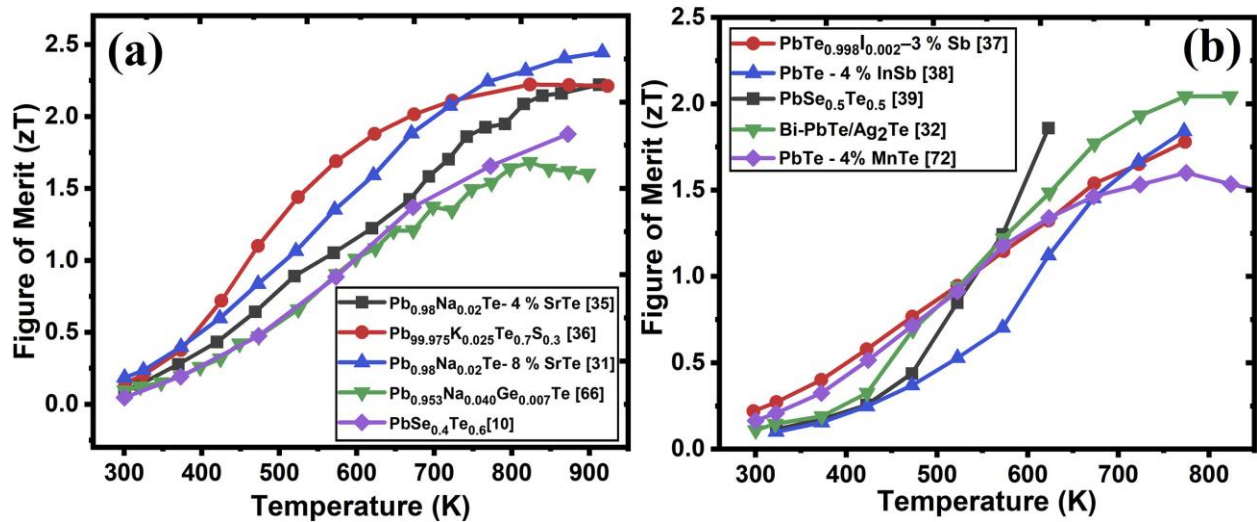 (a)
Figure of Merit (zT)
2.5
2.0
1.5
1.0
0.5
0.0
Pb0.98Na0.02Te- 4 % SrTe [35]
Pb99.975K0.025Te0.7S0.3 [36]
Pb0.98Na0.02Te- 8 % SrTe [31]
Pb0.953Na0.040Ge0.007Te [66]
PbSe0.4Te0.6[10]
300 400 500 600 700 800 900
Temperature (K)
(b)
Figure of Merit (zT)
2.5
2.0
1.5
1.0
0.5
0.0
PbTe0.998I0.002–3 % Sb [37]
PbTe - 4 % InSb [38]
PbSe0.5Te0.5 [39]
Bi-PbTe/Ag2Te [32]
PbTe - 4% MnTe [72]
300 400 500 600 700 800
Temperature (K)